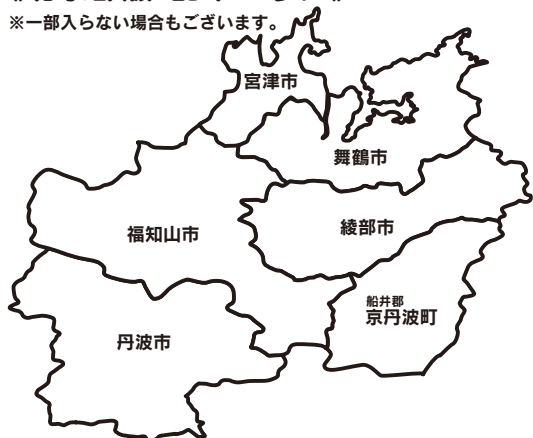 ※一部入らない場合もございます。
宮津市
舞鶴市
福知山市
綾部市
船井郡
京丹波町
丹波市